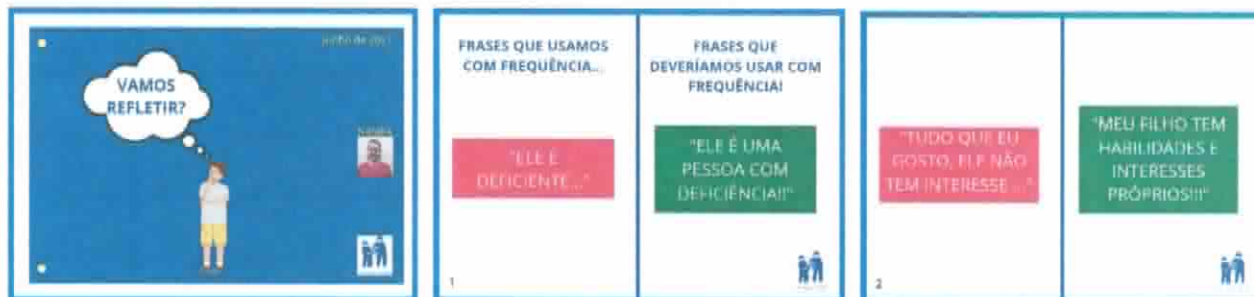 VAMOS
REFLETIR?
FRASES QUE USAMOS
COM FREQUÊNCIA...
"ELE É
DEFICIENTE..."
1
FRASES QUE
DEVERÍAMOS USAR COM
FREQUÊNCIA!
"ELE É UMA
PESSOA COM
DEFICIÊNCIA!!"
"TUDO QUE EU
GOSTO, ELE NÃO
TEM INTERESSE ..."
2
"MEU FILHO TEM
HABILIDADES E
INTERESSES
PRÓPRIOS!!!"